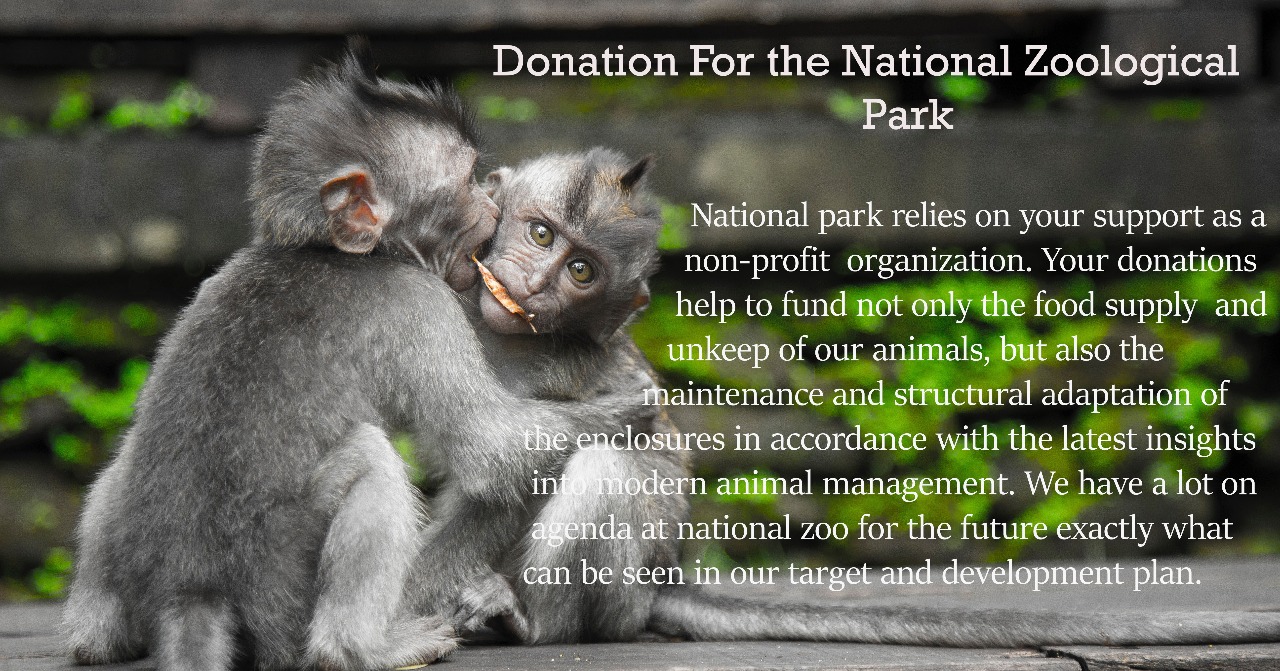 Donation For the National Zoological
Park
National park relies on your support as a
non-profit organization. Your donations
help to fund not only the food supply and
unkeep of our animals, but also the
maintenance and structural adaptation of
the enclosures in accordance with the latest insights
into modern animal management. We have a lot on
agenda at national zoo for the future exactly what
can be seen in our target and development plan.